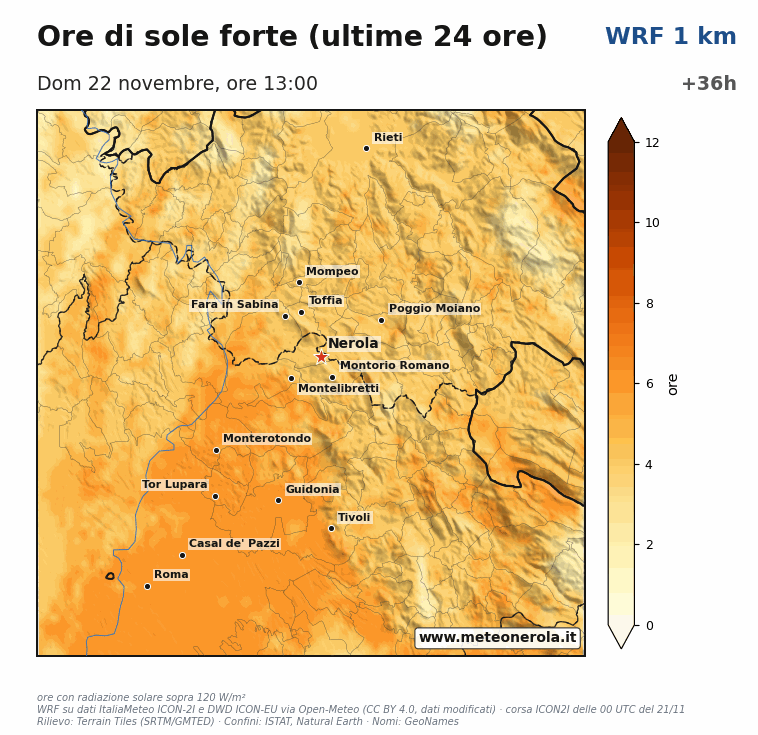 Ore di sole forte (ultime 24 ore)
WRF 1 km
Dom 22 novembre, ore 13:00
+36h
Rieti
Mompeo
Toffia
Fara in Sabina
Poggio Moiano
Nerola
Montorio Romano
Montelibretti
Monterotondo
Tor Lupara
Guidonia
Tivoli
Casal de' Pazzi
Roma
www.meteonerola.it
12
10
8
6
4
2
0
ore
ore con radiazione solare sopra 120 W/m²
WRF su dati ItaliaMeteo ICON-2I e DWD ICON-EU via Open-Meteo (CC BY 4.0, dati modificati) · corsa ICON2I delle 00 UTC del 21/11
Rilievo: Terrain Tiles (SRTM/GMTED) · Confini: ISTAT, Natural Earth · Nomi: GeoNames